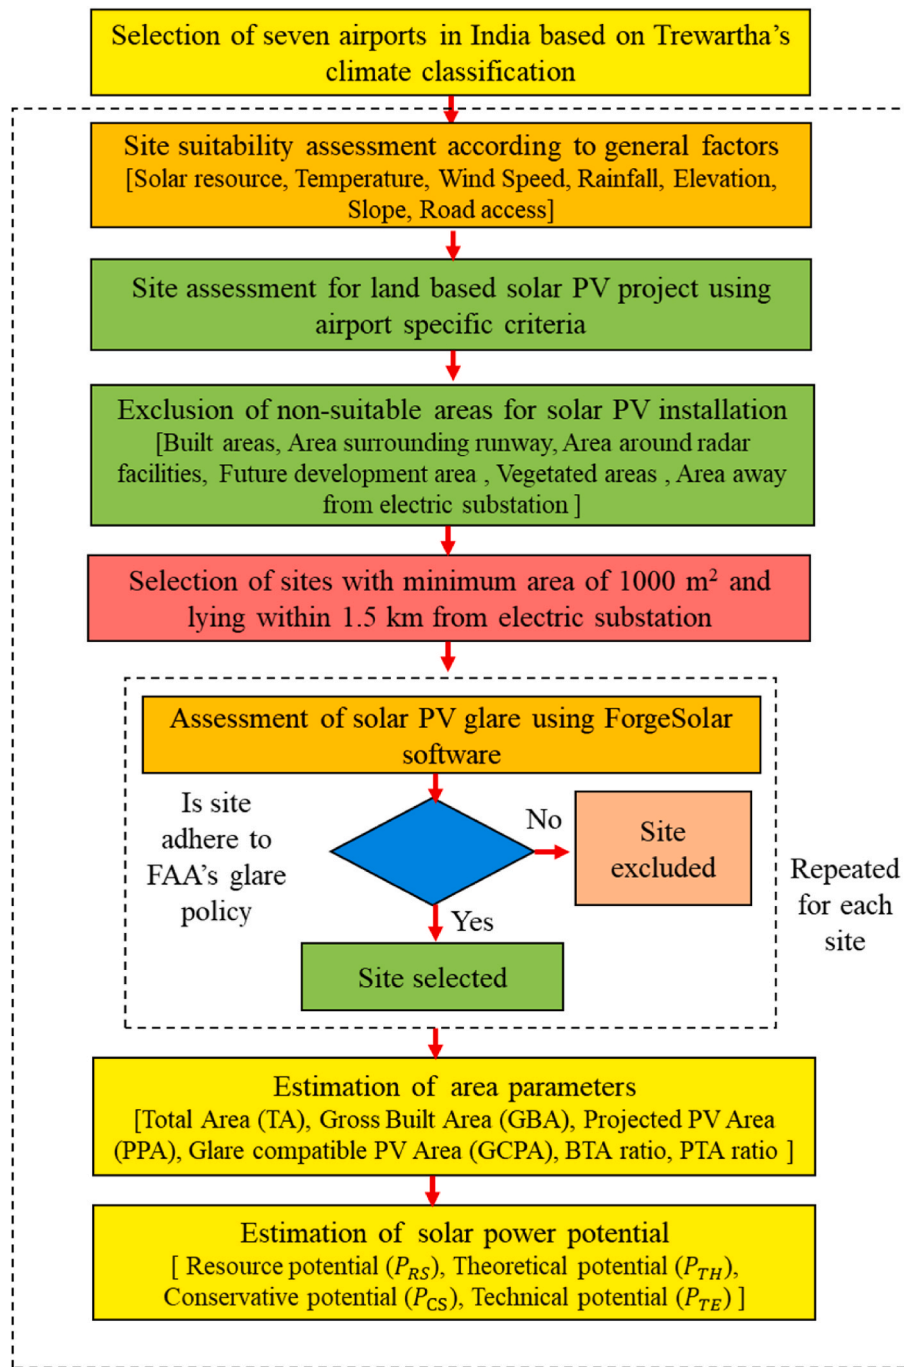 Selection of seven airports in India based on Trewartha's
climate classification
Site suitability assessment according to general factors
[Solar resource, Temperature, Wind Speed, Rainfall, Elevation,
Slope, Road access]
Site assessment for land based solar PV project using
airport specific criteria
Exclusion of non-suitable areas for solar PV installation
[Built areas, Area surrounding runway, Area around radar
facilities, Future development area , Vegetated areas , Area away
from electric substation ]
Selection of sites with minimum area of 1000 m² and
lying within 1.5 km from electric substation
Assessment of solar PV glare using ForgeSolar
software
Is site
adhere to
FAA's glare
policy
No
Site
excluded
Yes
Site selected
Repeated
for each
site
Estimation of area parameters
[Total Area (TA), Gross Built Area (GBA), Projected PV Area
(PPA), Glare compatible PV Area (GCPA), BTA ratio, PTA ratio ]
Estimation of solar power potential
[ Resource potential (P_RS), Theoretical potential (P_TH),
Conservative potential (P_CS), Technical potential (P_TE) ]